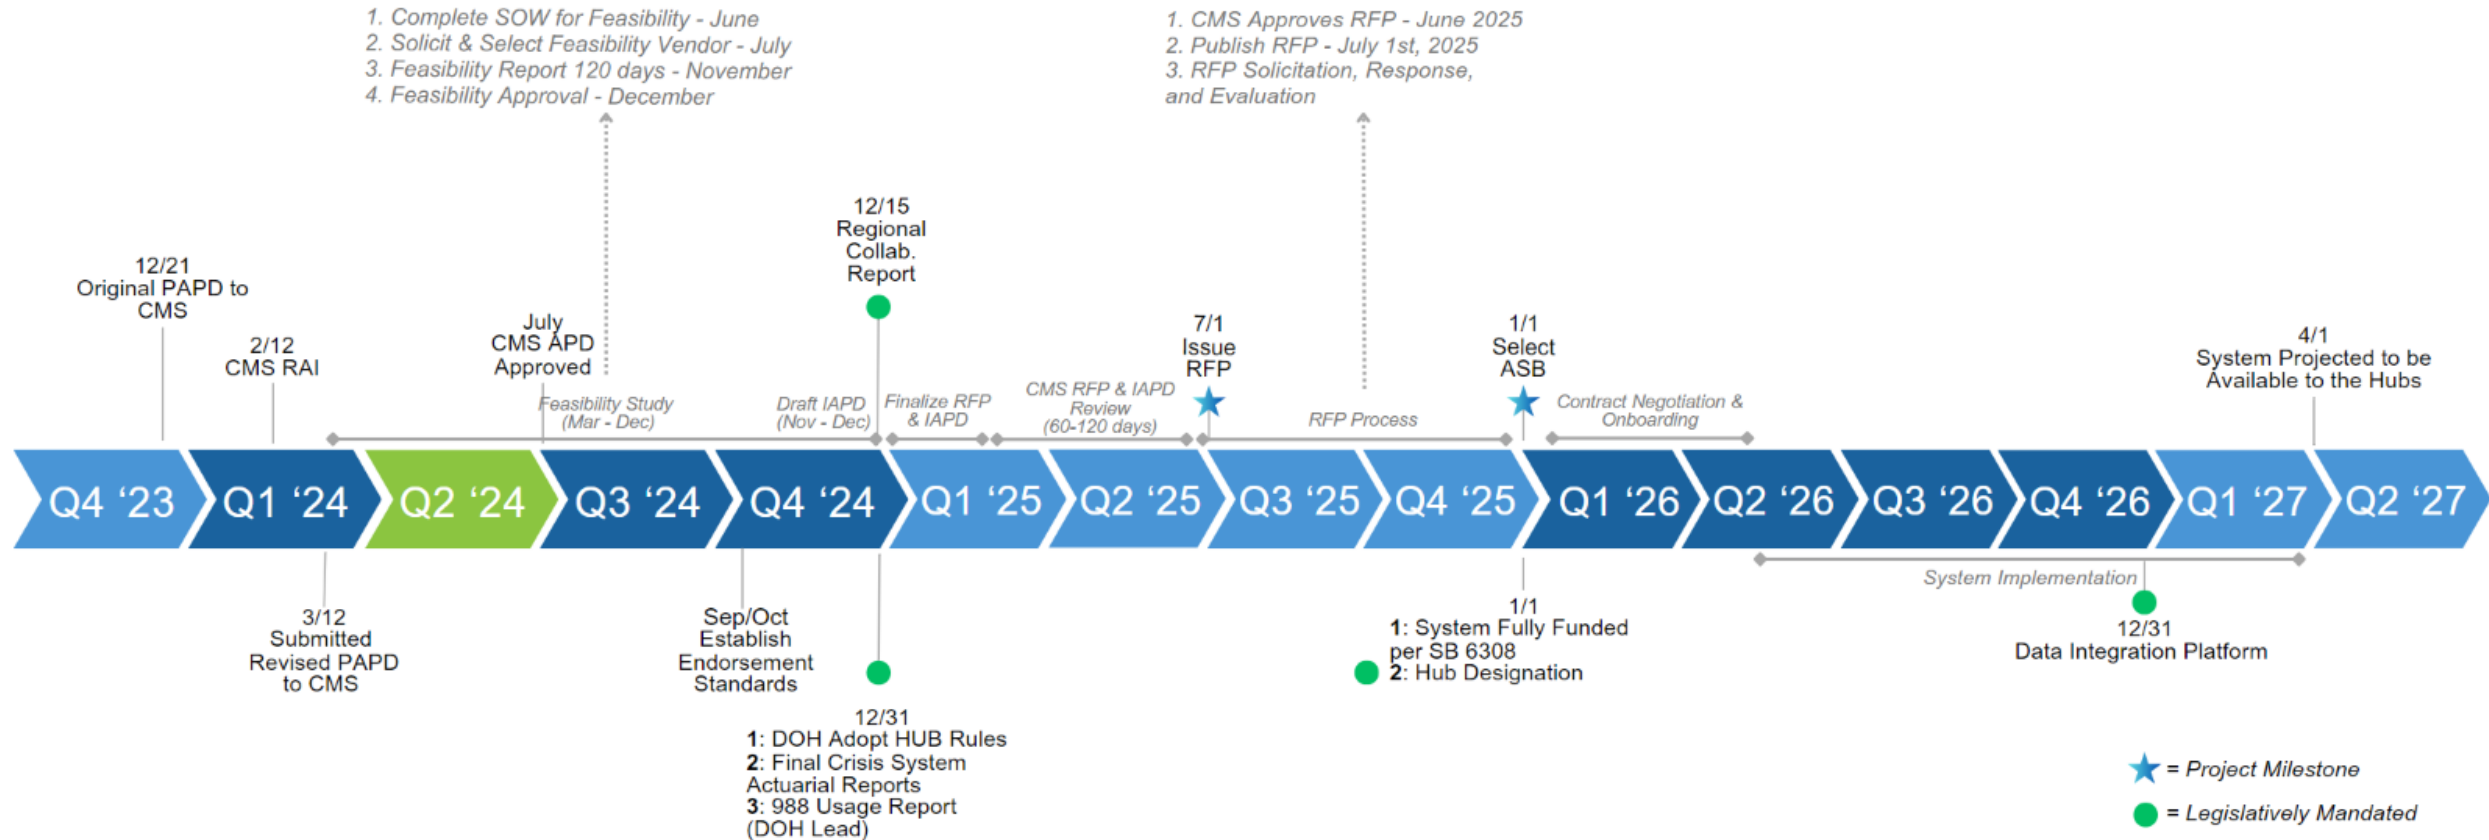 1. Complete SOW for Feasibility - June
2. Solicit & Select Feasibility Vendor - July
3. Feasibility Report 120 days - November
4. Feasibility Approval - December
1. CMS Approves RFP - June 2025
2. Publish RFP - July 1st, 2025
3. RFP Solicitation, Response,
and Evaluation
12/21
Original PAPD to
CMS
2/12
CMS RAI
July
CMS APD
Approved
12/15
Regional
Collab.
Report
7/1
Issue
RFP
1/1
Select
ASB
4/1
System Projected to be
Available to the Hubs
Feasibility Study
(Mar - Dec)
Draft IAPD
(Nov - Dec)
Finalize RFP
& IAPD
CMS RFP & IAPD
Review
(60-120 days)
RFP Process
Contract Negotiation &
Onboarding
Q4 ‘23
Q1 ‘24
Q2 ‘24
Q3 ‘24
Q4 ‘24
Q1 ‘25
Q2 ‘25
Q3 ‘25
Q4 ‘25
Q1 ‘26
Q2 ‘26
Q3 ‘26
Q4 ‘26
Q1 ‘27
Q2 ‘27
3/12
Submitted
Revised PAPD
to CMS
Sep/Oct
Establish
Endorsement
Standards
12/31
1: DOH Adopt HUB Rules
2: Final Crisis System
Actuarial Reports
3: 988 Usage Report
(DOH Lead)
1/1
1: System Fully Funded
per SB 6308
2: Hub Designation
System Implementation
12/31
Data Integration Platform
= Project Milestone
= Legislatively Mandated